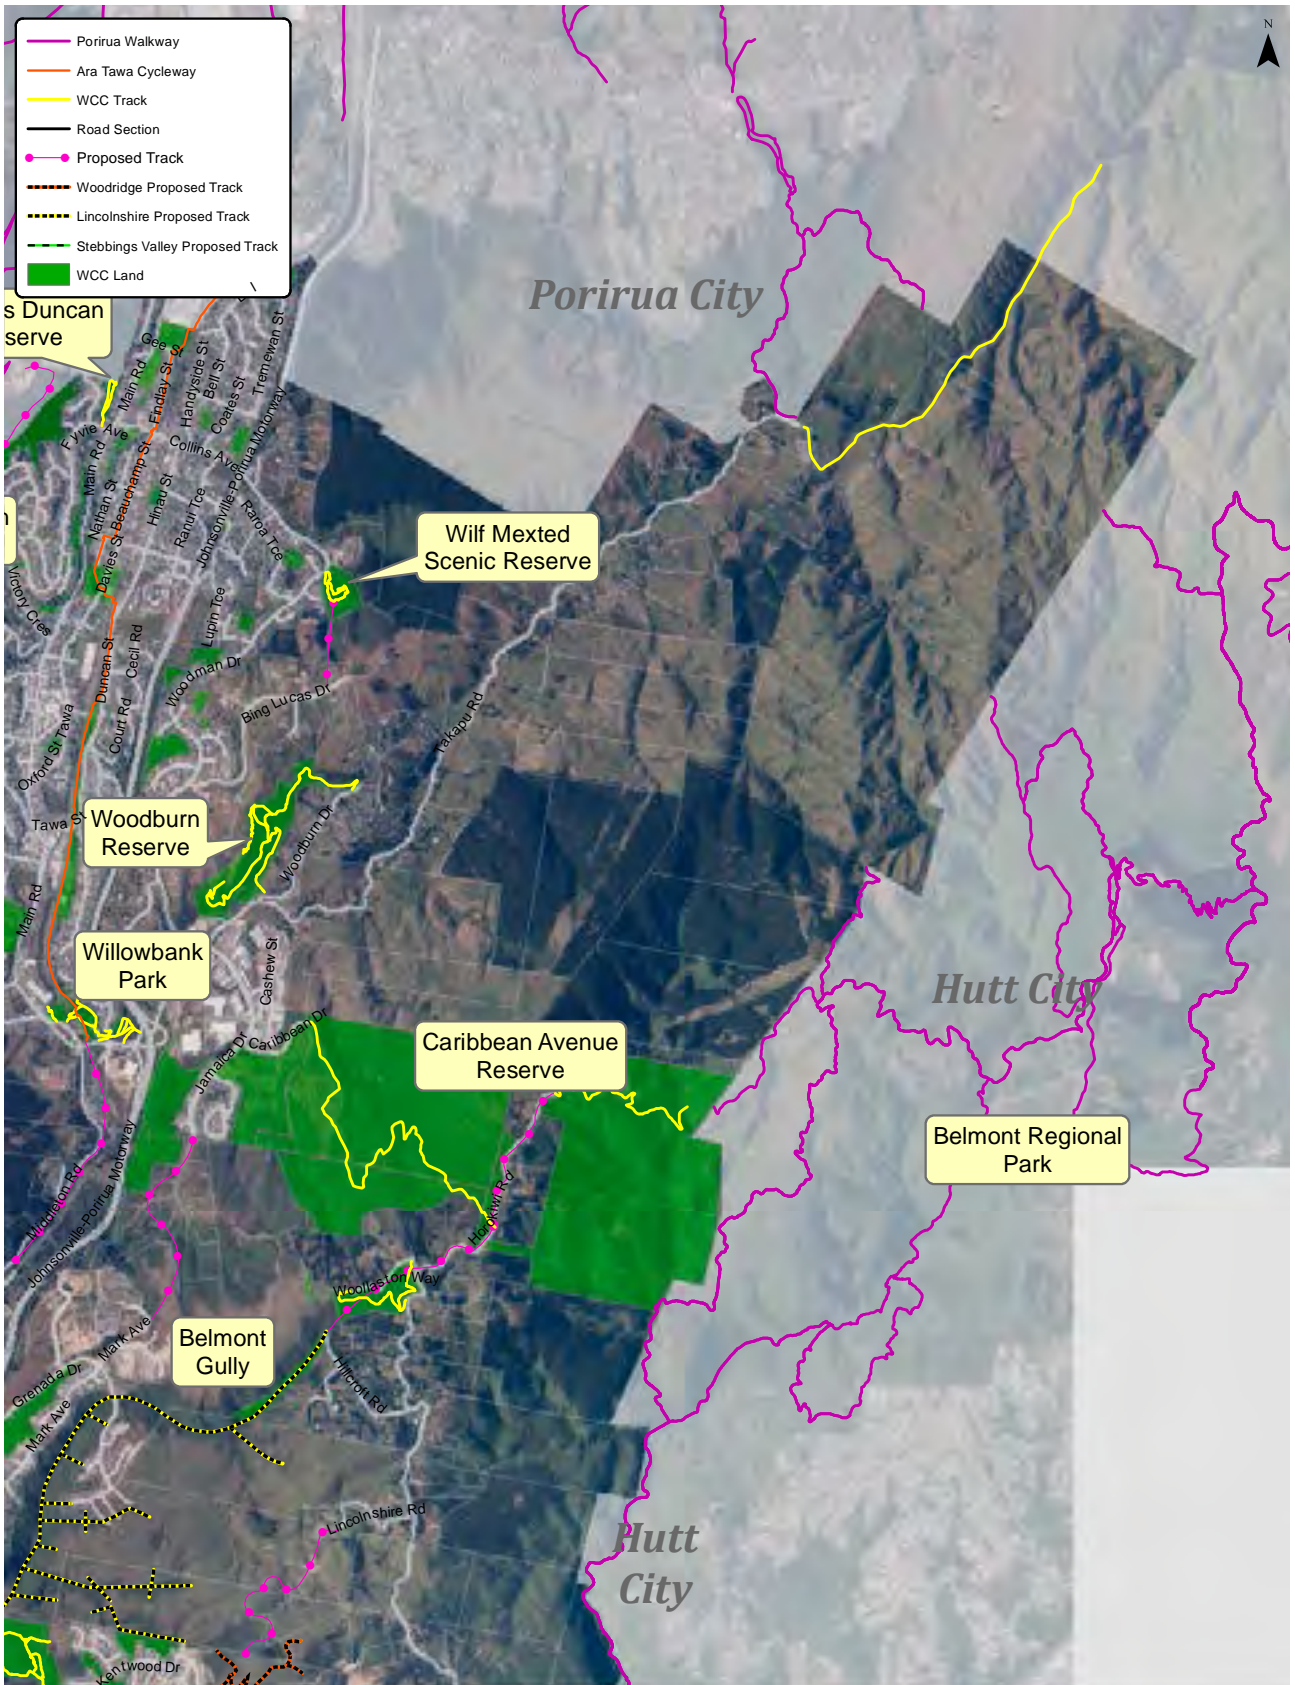 N
Porirua Walkway
Ara Tawa Cycleway
WCC Track
Road Section
Proposed Track
Woodridge Proposed Track
Lincolnshire Proposed Track
Stebbings Valley Proposed Track
WCC Land
s Duncan
serve
Porirua City
Gee St
Main Rd
Findlay St
Handyside St
Bell St
Coates St
Tremewan St
Fyvie Ave
Collins Ave
Main Rd
Beauchamp St
Nathan St
Hinau St
Ranui Tce
Johnsonville-Porirua Motorway
Raroa Tce
Wilf Mexted
Scenic Reserve
Davies St
Victory Cres
Lupin Tce
Cecil Rd
Duncan St
Woodman Dr
Bing Lucas Dr
Court Rd
Oxford St
Tawa
Takapu Rd
Tawa St
Woodburn
Reserve
Woodburn Dr
Main Rd
Willowbank
Park
Cashew St
Hutt City
Caribbean Dr
Jamaica Dr
Caribbean Avenue
Reserve
Belmont Regional
Park
Middleton Rd
Johnsonville-Porirua Motorway
Horokiwi Rd
Woollaston Way
Belmont
Gully
Mark Ave
Grenada Dr
Mark Ave
Hillcroft Rd
Lincolnshire Rd
Hutt
City
Kentwood Dr